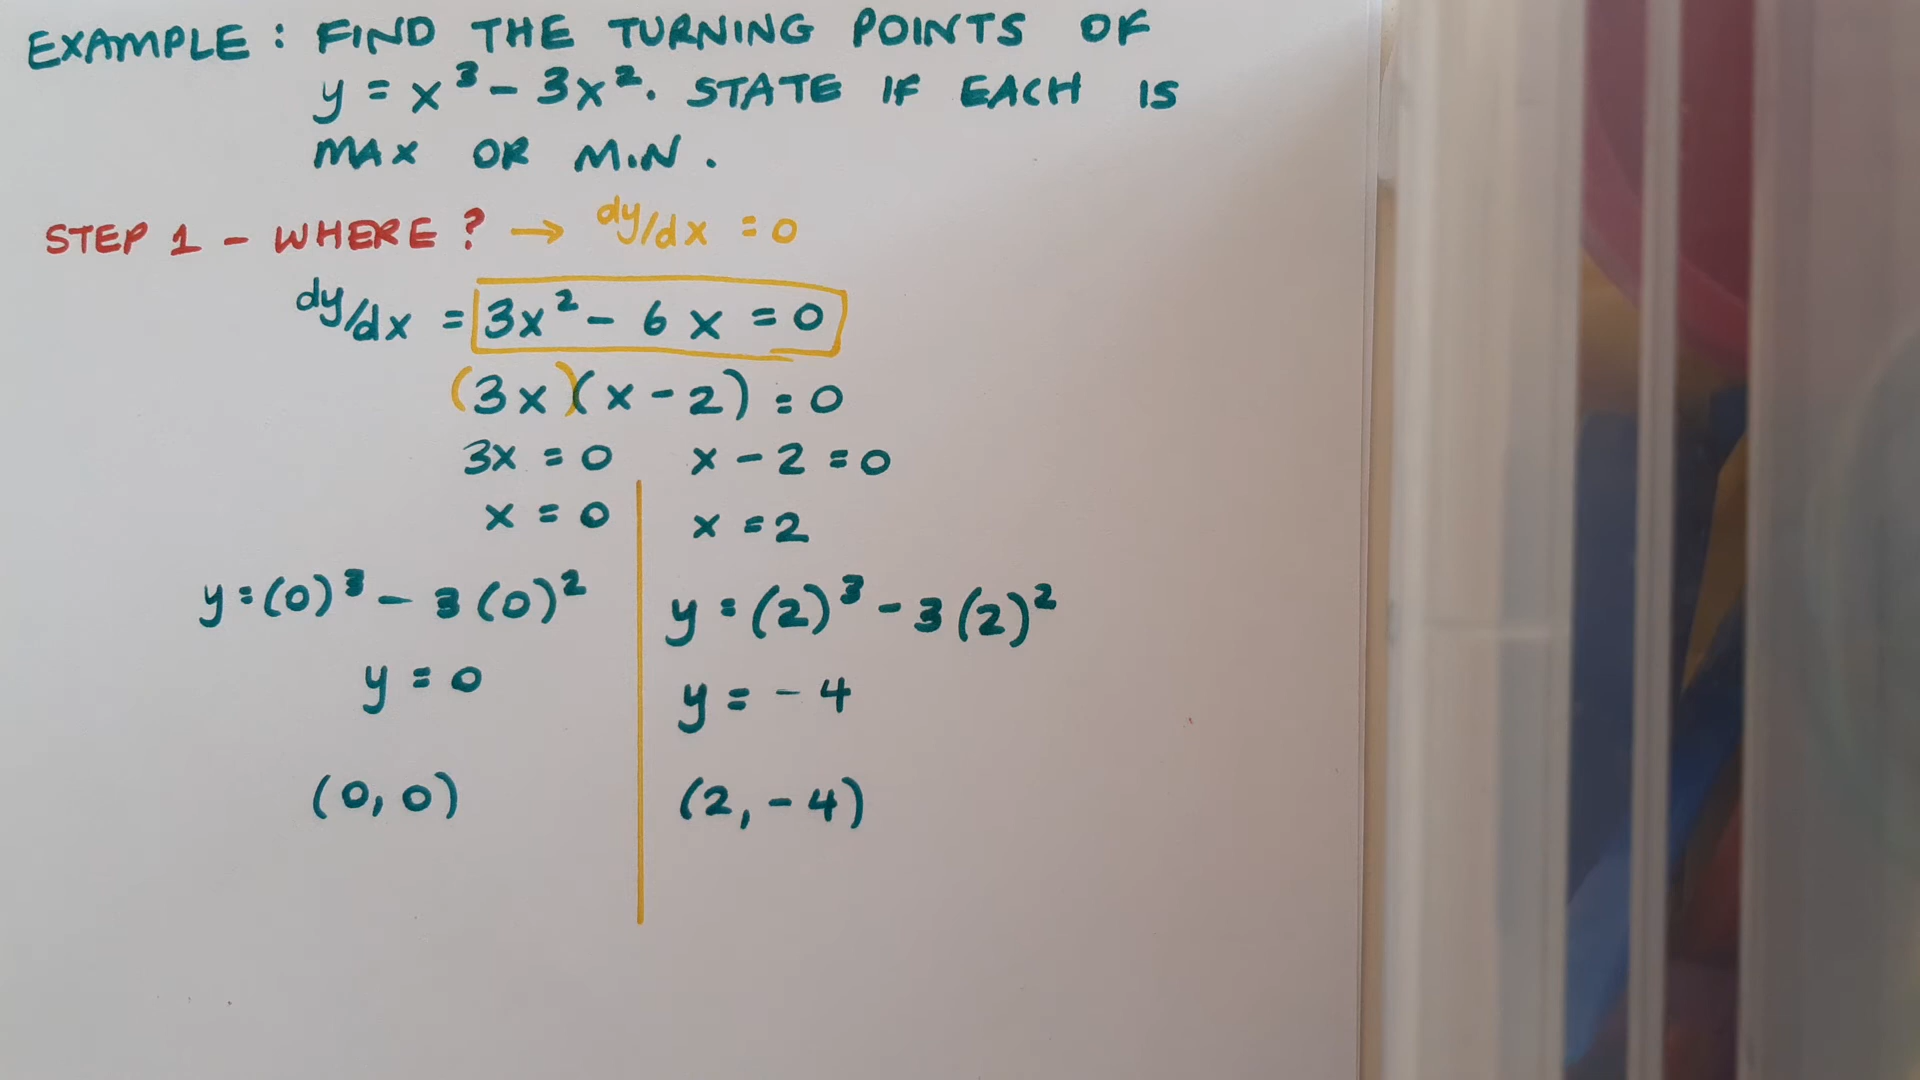 EXAMPLE : FIND THE TURNING POINTS OF
y = x³ - 3x². STATE IF EACH IS
MAX OR MIN.
STEP 1 - WHERE? → dy/dx = 0
dy/dx = 3x² - 6x = 0
(3x)(x - 2) = 0
3x = 0 x - 2 = 0
x = 0 x = 2
y = (0)³ - 3(0)² y = (2)³ - 3(2)²
y = 0 y = - 4
(0, 0) (2, - 4)